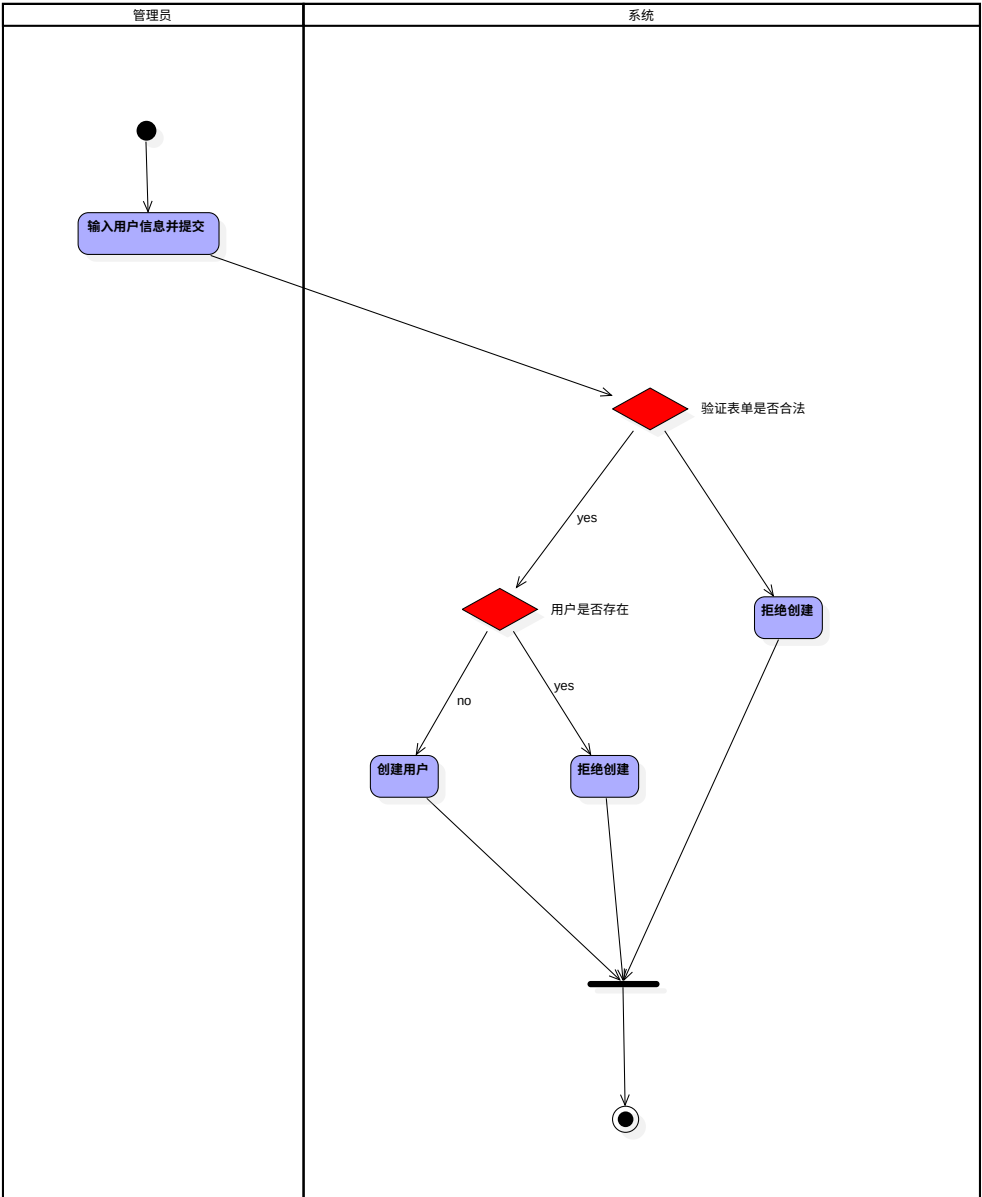 管理员
系统
输入用户信息并提交
验证表单是否合法
yes
用户是否存在
拒绝创建
no
yes
创建用户
拒绝创建